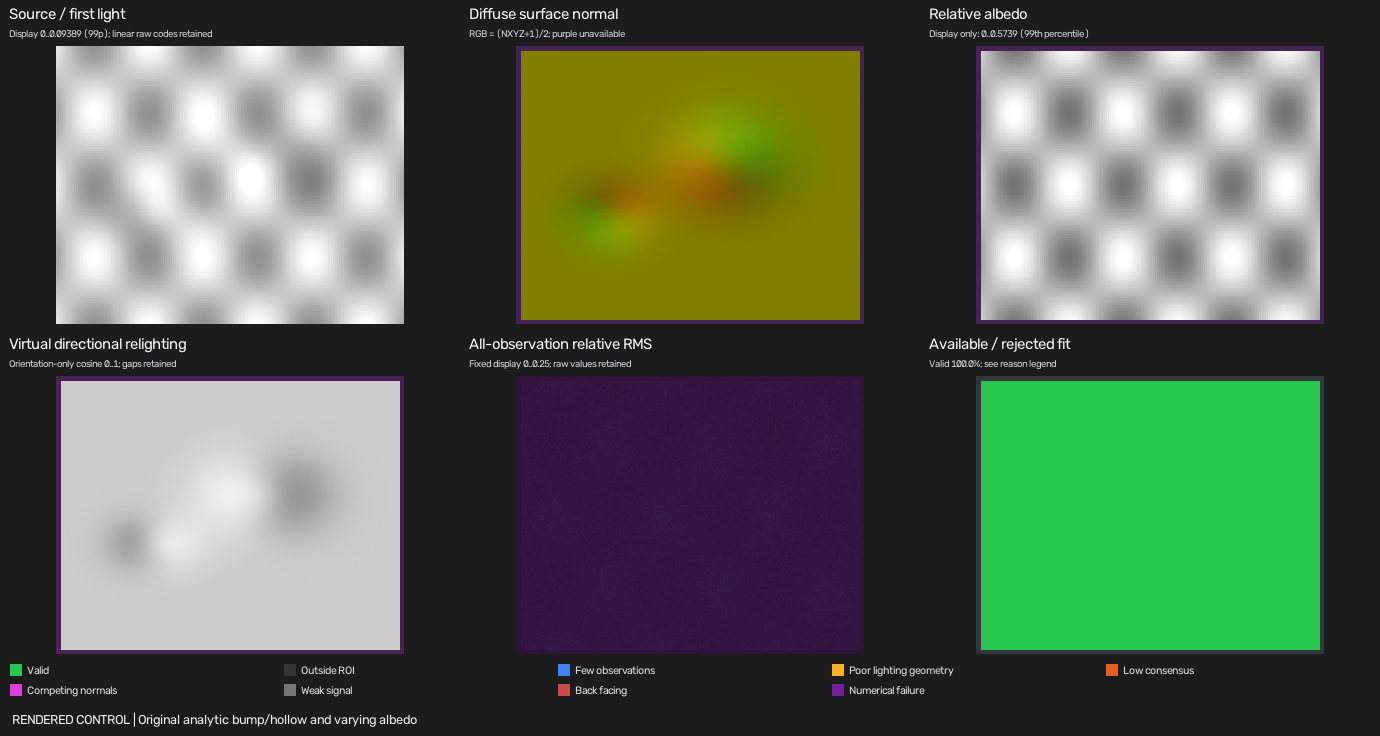 Source / first light
Display 0..0.09389 (99p); linear raw codes retained
Diffuse surface normal
RGB = (NXYZ+1)/2; purple unavailable
Relative albedo
Display only: 0..0.5739 (99th percentile)
Virtual directional relighting
Orientation-only cosine 0..1; gaps retained
All-observation relative RMS
Fixed display 0..0.25; raw values retained
Available / rejected fit
Valid 100.0%; see reason legend
Valid
Outside ROI
Few observations
Poor lighting geometry
Low consensus
Competing normals
Weak signal
Back facing
Numerical failure
RENDERED CONTROL | Original analytic bump/hollow and varying albedo